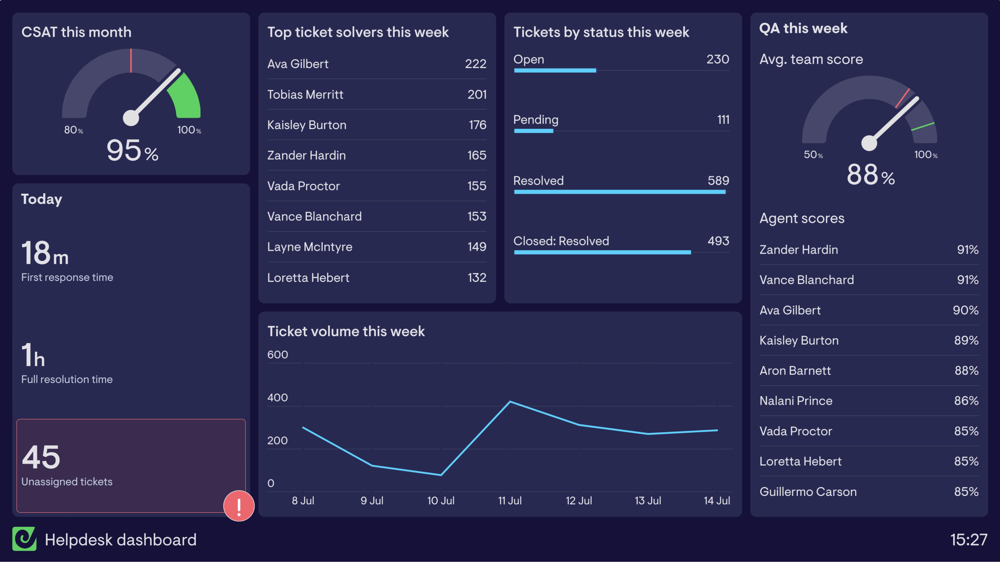 CSAT this month
80%
100%
95%
Today
18m
First response time
1h
Full resolution time
45
Unassigned tickets
!
Top ticket solvers this week
Ava Gilbert 222
Tobias Merritt 201
Kaisley Burton 176
Zander Hardin 165
Vada Proctor 155
Vance Blanchard 153
Layne McIntyre 149
Loretta Hebert 132
Tickets by status this week
Open 230
Pending 111
Resolved 589
Closed: Resolved 493
Ticket volume this week
600
400
200
0
8 Jul 9 Jul 10 Jul 11 Jul 12 Jul 13 Jul 14 Jul
QA this week
Avg. team score
50%
100%
88%
Agent scores
Zander Hardin 91%
Vance Blanchard 91%
Ava Gilbert 90%
Kaisley Burton 89%
Aron Barnett 88%
Nalani Prince 86%
Vada Proctor 85%
Loretta Hebert 85%
Guillermo Carson 85%
Helpdesk dashboard
15:27